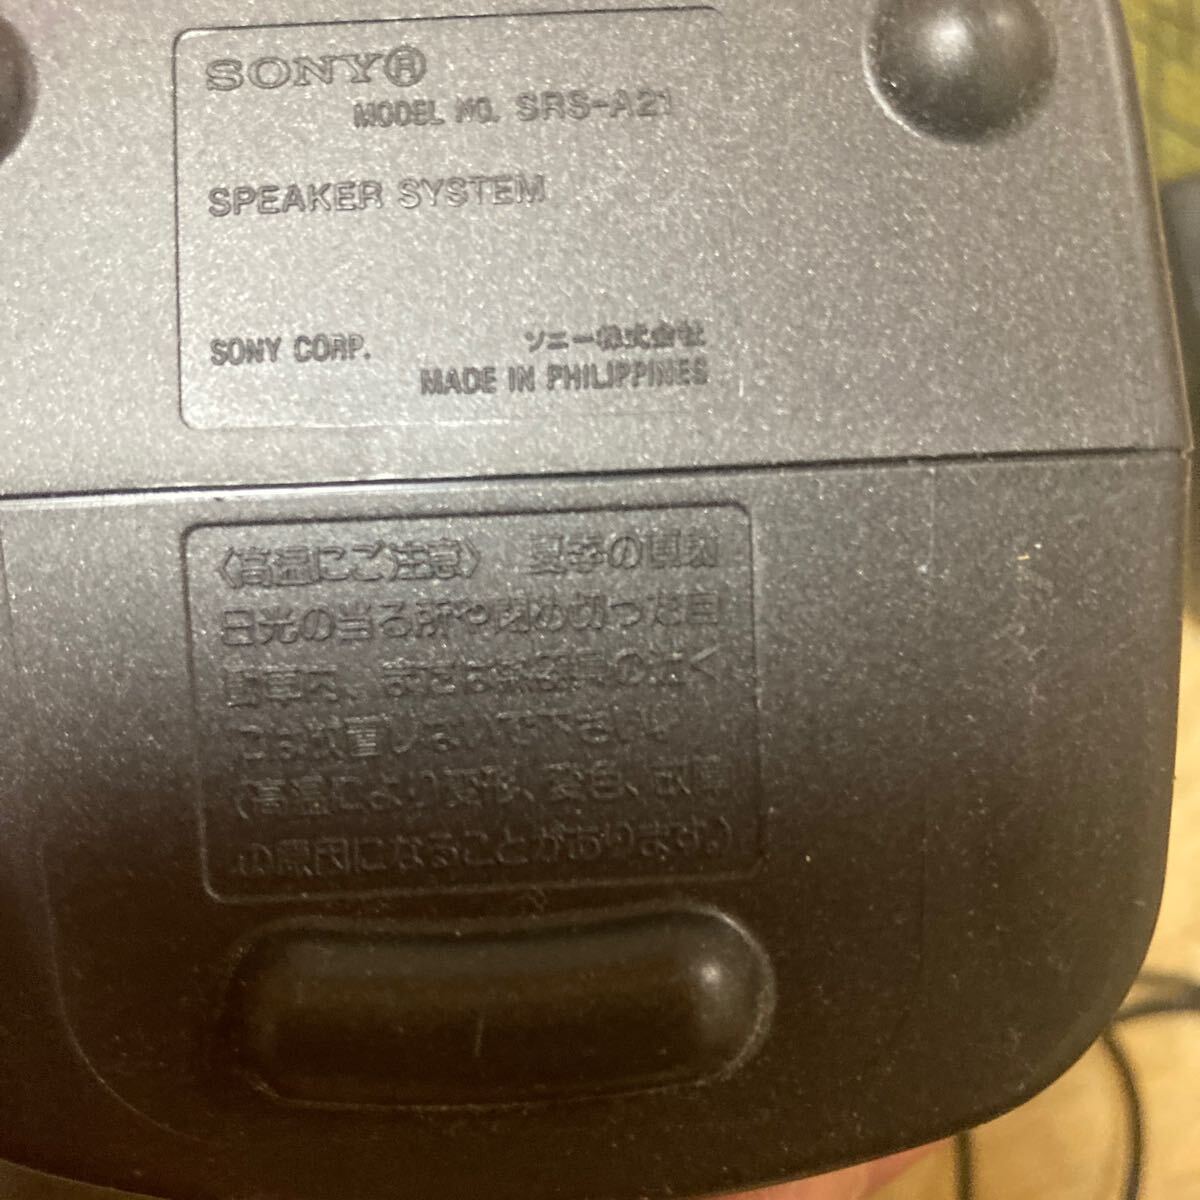 SONY®
MODEL NO. SRS-A21
SPEAKER SYSTEM
SONY CORP.
ソニー株式会社
MADE IN PHILIPPINES
〈高温にご注意〉 夏季の直射
日光の当る所や閉め切った自
動車内、または熱器具の近く
には放置しないで下さい。
(高温により変形、変色、故障
の原因になることがあります。)